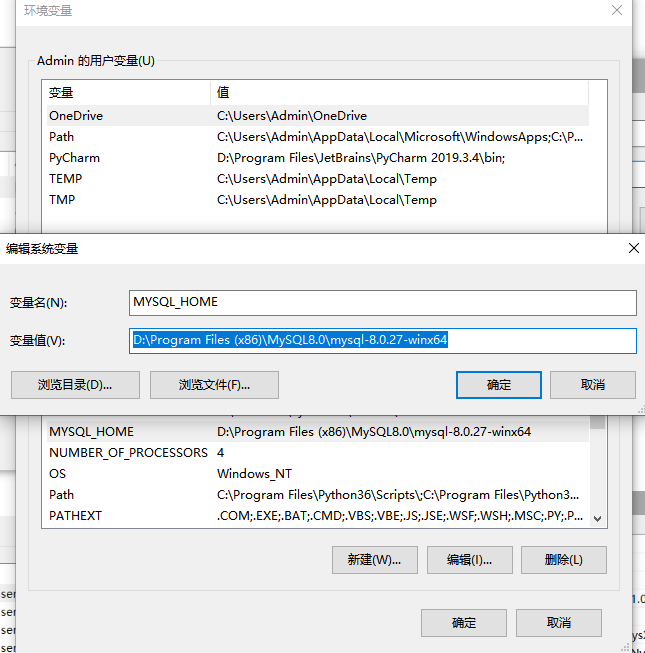 环境变量
Admin 的用户变量(U)
变量 值
OneDrive C:\Users\Admin\OneDrive
Path C:\Users\Admin\AppData\Local\Microsoft\WindowsApps;C:\P...
PyCharm D:\Program Files\JetBrains\PyCharm 2019.3.4\bin;
TEMP C:\Users\Admin\AppData\Local\Temp
TMP C:\Users\Admin\AppData\Local\Temp
编辑系统变量
变量名(N): MYSQL_HOME
变量值(V): D:\Program Files (x86)\MySQL8.0\mysql-8.0.27-winx64
浏览目录(D)... 浏览文件(F)... 确定 取消
MYSQL_HOME D:\Program Files (x86)\MySQL8.0\mysql-8.0.27-winx64
NUMBER_OF_PROCESSORS 4
OS Windows_NT
Path C:\Program Files\Python36\Scripts\;C:\Program Files\Python3...
PATHEXT .COM;.EXE;.BAT;.CMD;.VBS;.VBE;.JS;.JSE;.WSF;.WSH;.MSC;.PY;.P...
新建(W)... 编辑(I)... 删除(L)
确定 取消
ser
ser
ser
ser